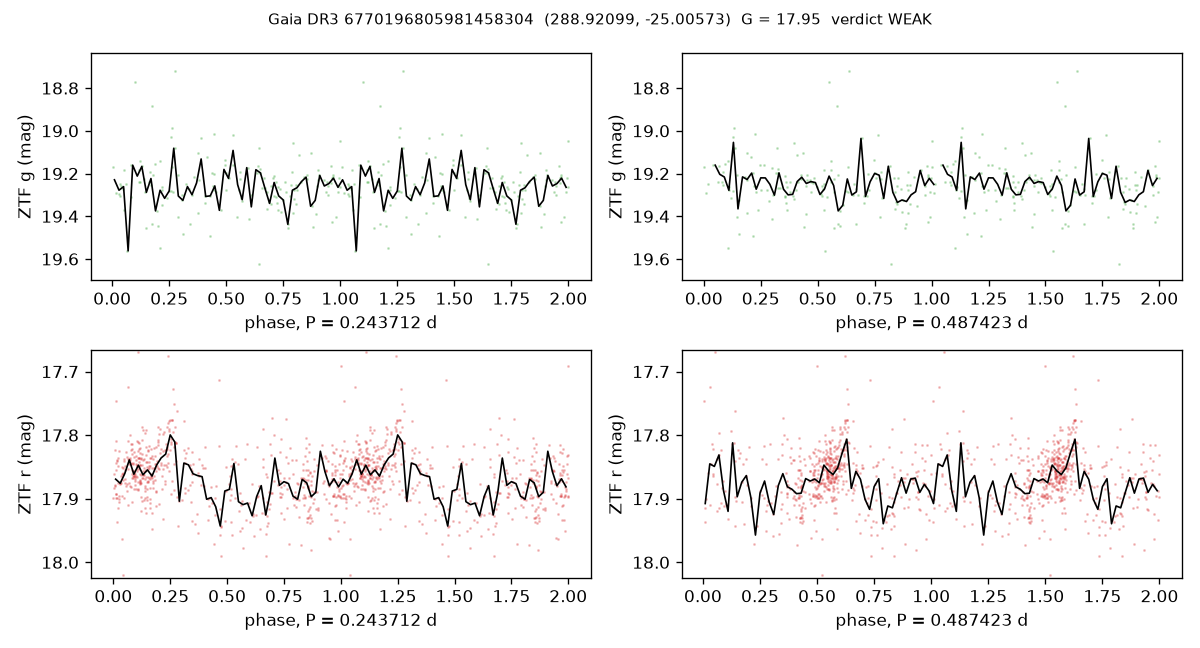 Gaia DR3 6770196805981458304 (288.92099, -25.00573) G = 17.95 verdict WEAK
ZTF g (mag)
18.8
19.0
19.2
19.4
19.6
0.00 0.25 0.50 0.75 1.00 1.25 1.50 1.75 2.00
phase, P = 0.243712 d
ZTF g (mag)
18.8
19.0
19.2
19.4
19.6
0.00 0.25 0.50 0.75 1.00 1.25 1.50 1.75 2.00
phase, P = 0.487423 d
ZTF r (mag)
17.7
17.8
17.9
18.0
0.00 0.25 0.50 0.75 1.00 1.25 1.50 1.75 2.00
phase, P = 0.243712 d
ZTF r (mag)
17.7
17.8
17.9
18.0
0.00 0.25 0.50 0.75 1.00 1.25 1.50 1.75 2.00
phase, P = 0.487423 d